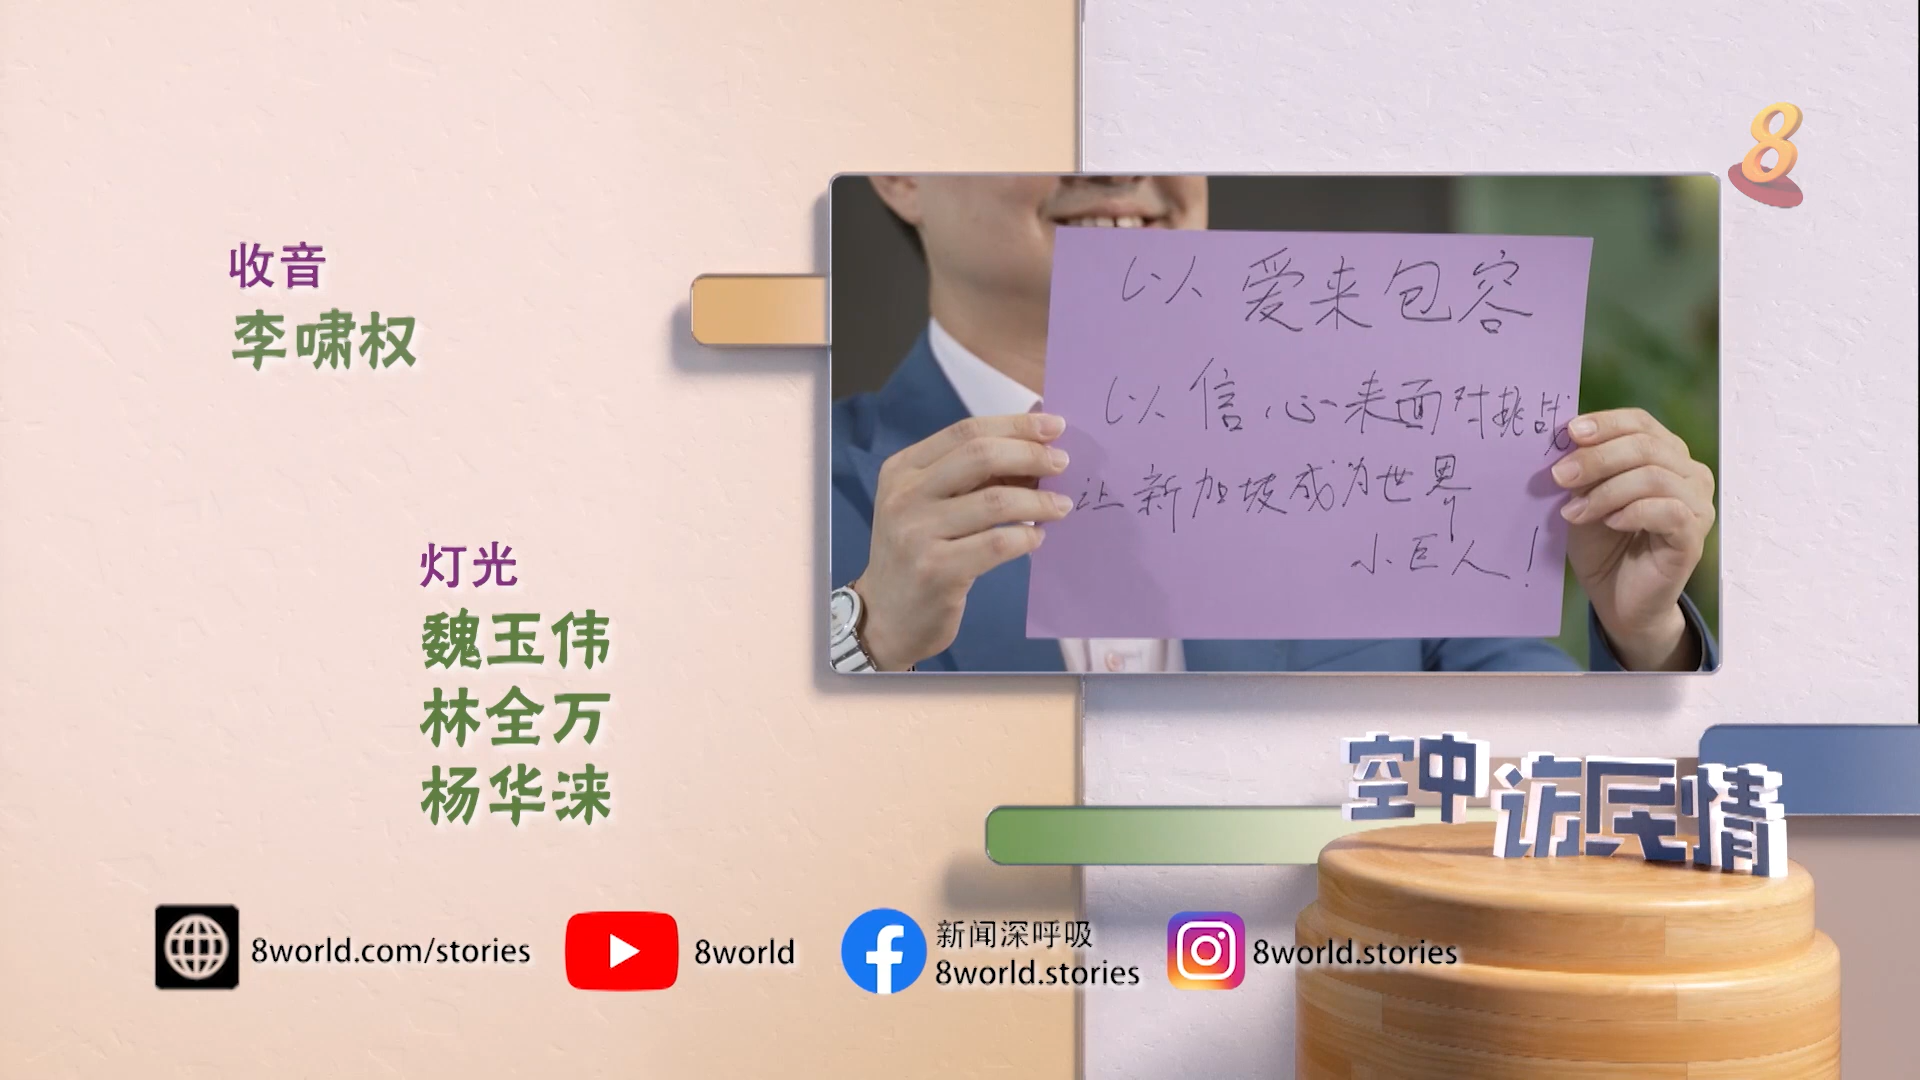 8
收音
李啸权
以爱来包容
以信心来面对挑战
让新加坡成为世界
小巨人！
灯光
魏玉伟
林全万
杨华涞
空中访民情
8world.com/stories
8world
新闻深呼吸
8world.stories
8world.stories